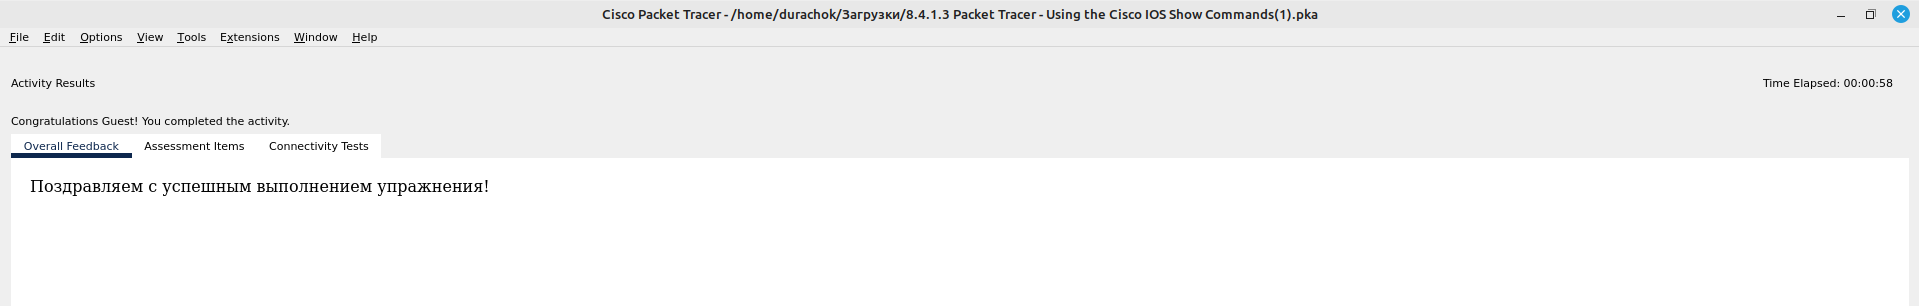 Cisco Packet Tracer - /home/durachok/Загрузки/8.4.1.3 Packet Tracer - Using the Cisco IOS Show Commands(1).pka
File Edit Options View Tools Extensions Window Help
Activity Results Time Elapsed: 00:00:58
Congratulations Guest! You completed the activity.
Overall Feedback Assessment Items Connectivity Tests
Поздравляем с успешным выполнением упражнения!